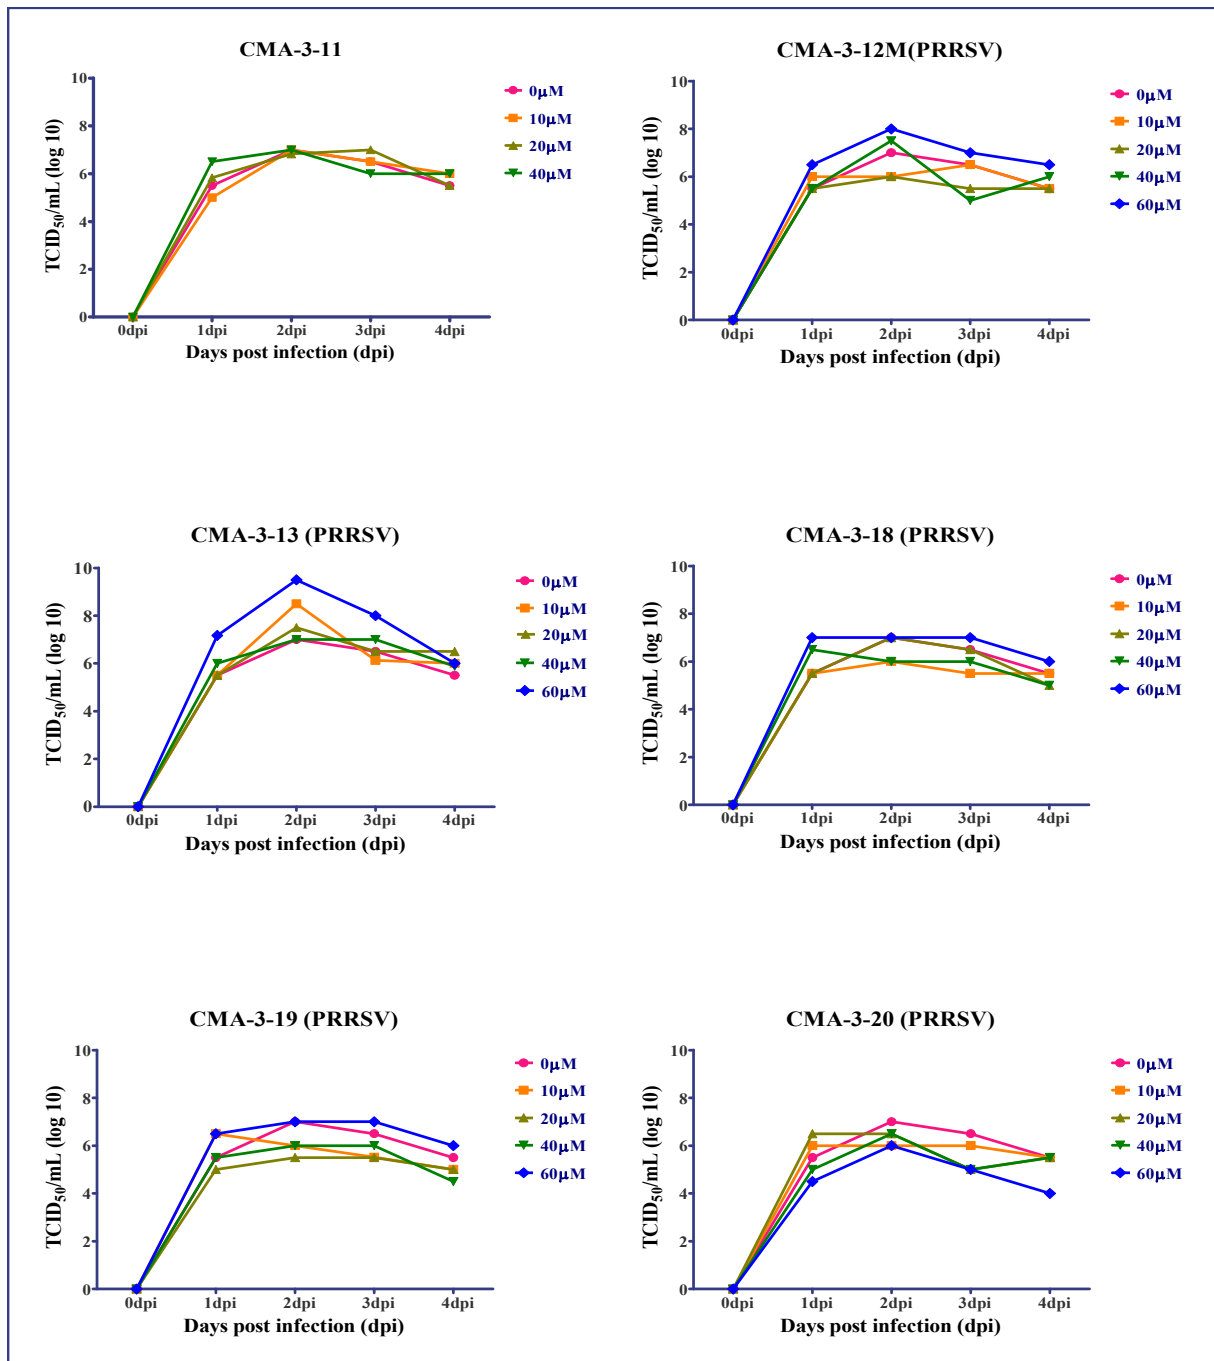 CMA-3-11
TCID50/mL (log 10)
10
8
6
4
2
0
0dpi 1dpi 2dpi 3dpi 4dpi
Days post infection (dpi)
0μM
10μM
20μM
40μM
CMA-3-12M(PRRSV)
TCID50/mL (log 10)
10
8
6
4
2
0
0dpi 1dpi 2dpi 3dpi 4dpi
Days post infection (dpi)
0μM
10μM
20μM
40μM
60μM
CMA-3-13 (PRRSV)
TCID50/mL (log 10)
10
8
6
4
2
0
0dpi 1dpi 2dpi 3dpi 4dpi
Days post infection (dpi)
0μM
10μM
20μM
40μM
60μM
CMA-3-18 (PRRSV)
TCID50/mL (log 10)
10
8
6
4
2
0
0dpi 1dpi 2dpi 3dpi 4dpi
Days post infection (dpi)
0μM
10μM
20μM
40μM
60μM
CMA-3-19 (PRRSV)
TCID50/mL (log 10)
10
8
6
4
2
0
0dpi 1dpi 2dpi 3dpi 4dpi
Days post infection (dpi)
0μM
10μM
20μM
40μM
60μM
CMA-3-20 (PRRSV)
TCID50/mL (log 10)
10
8
6
4
2
0
0dpi 1dpi 2dpi 3dpi 4dpi
Days post infection (dpi)
0μM
10μM
20μM
40μM
60μM